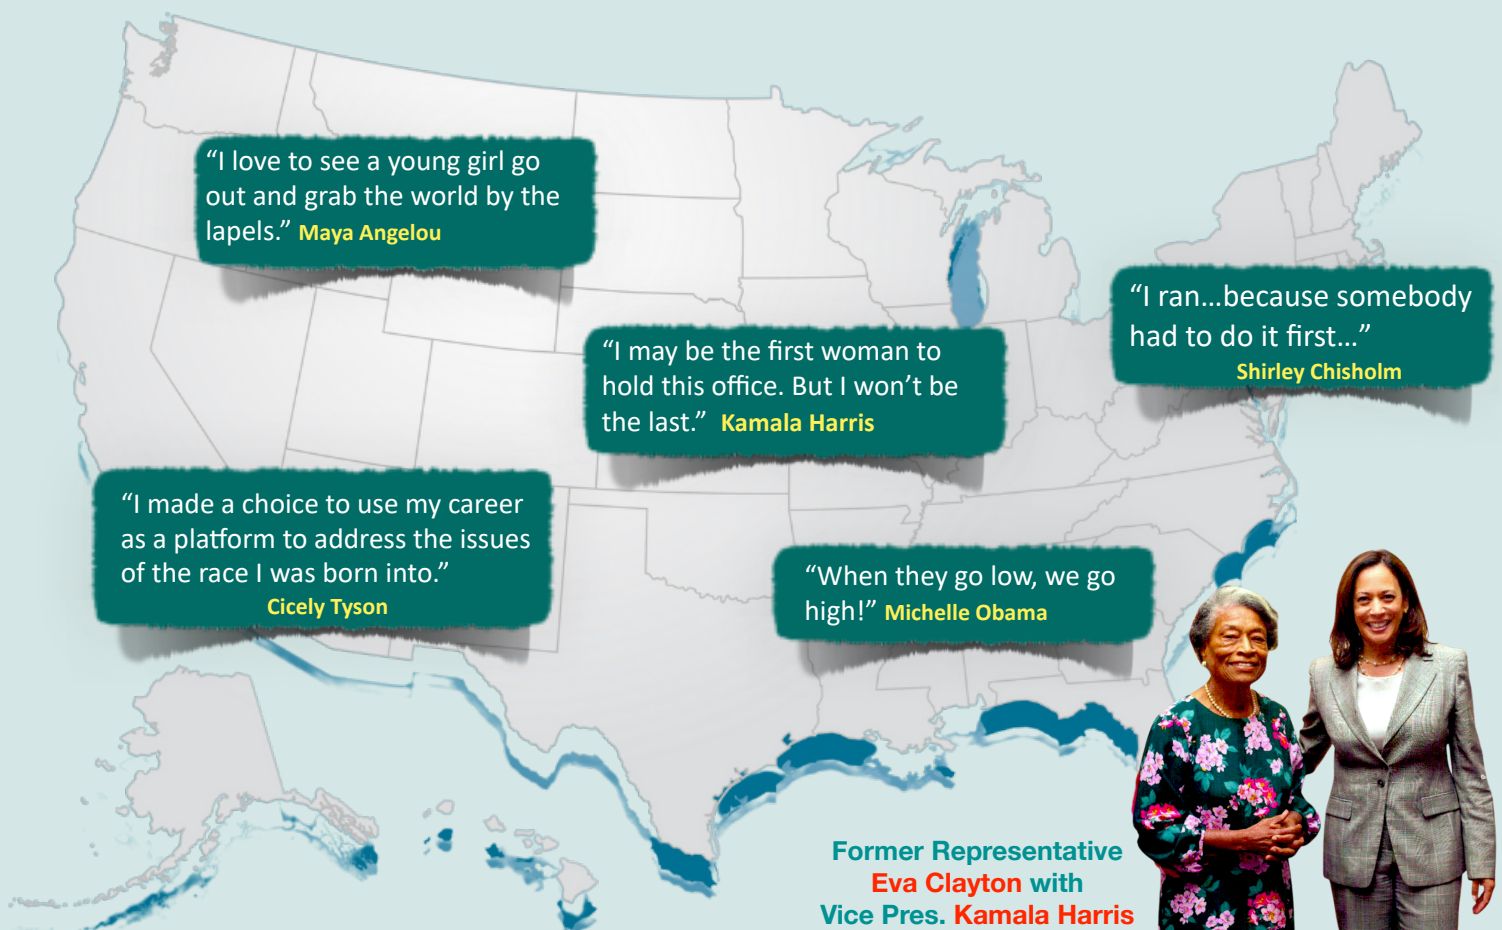 “I love to see a young girl go
out and grab the world by the
lapels.” Maya Angelou
“I ran...because somebody
had to do it first...”
Shirley Chisholm
“I may be the first woman to
hold this office. But I won’t be
the last.” Kamala Harris
“I made a choice to use my career
as a platform to address the issues
of the race I was born into.”
Cicely Tyson
“When they go low, we go
high!” Michelle Obama
Former Representative
Eva Clayton with
Vice Pres. Kamala Harris